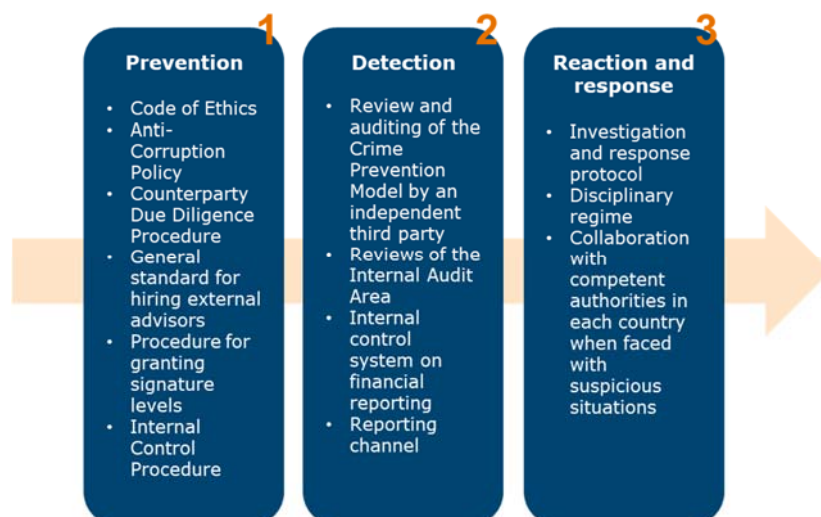 1
Prevention
• Code of Ethics
• Anti-
Corruption
Policy
• Counterparty
Due Diligence
Procedure
• General
standard for
hiring external
advisors
• Procedure for
granting
signature
levels
• Internal
Control
Procedure
2
Detection
• Review and
auditing of the
Crime
Prevention
Model by an
independent
third party
• Reviews of the
Internal Audit
Area
• Internal
control
system on
financial
reporting
• Reporting
channel
3
Reaction and
response
• Investigation
and response
protocol
• Disciplinary
regime
• Collaboration
with
competent
authorities in
each country
when faced
with
suspicious
situations